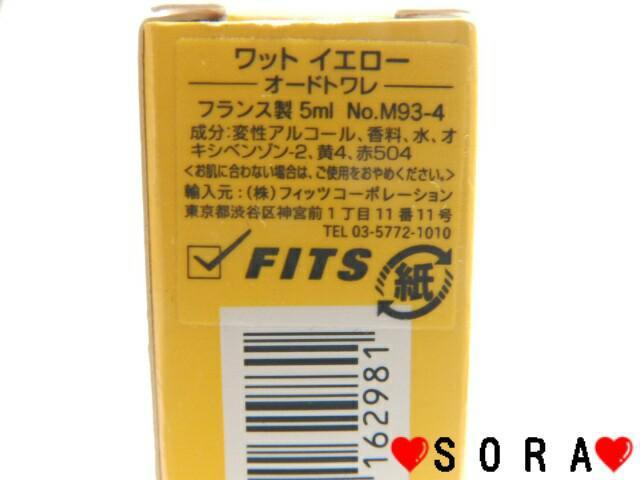 ワット イエロー
オードトワレ
フランス製 5ml No.M93-4
成分:変性アルコール、香料、水、オ
キシベンゾン-2、黄4、赤504
<お肌に合わない場合は、ご使用をおやめください。>
輸入元:(株)フィッツコーポレーション
東京都渋谷区神宮前1丁目11番11号
TEL 03-5772-1010
FITS
紙
162981
❤SORA❤